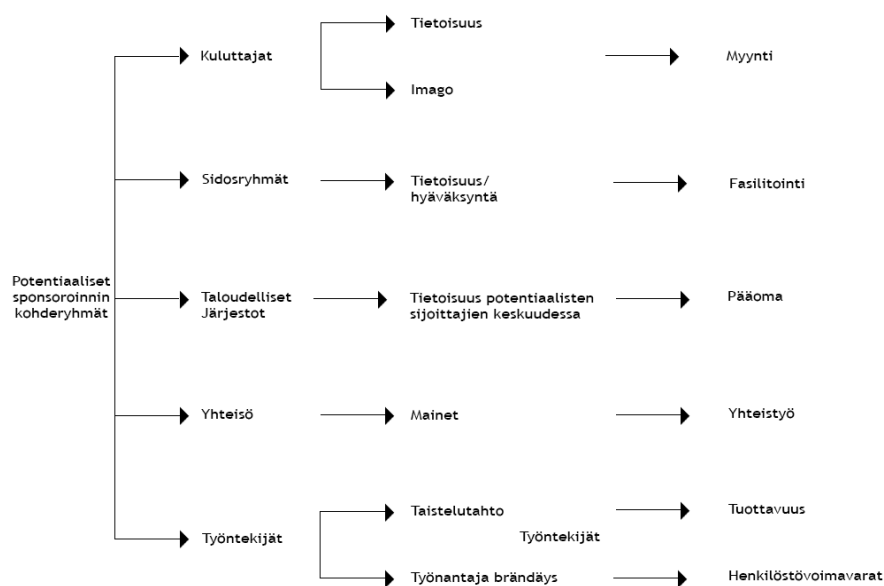 Tietoisuus
Kuluttajat
Myynti
Imago
Sidosryhmät
Tietoisuus/
hyäväksyntä
Fasilitointi
Potentiaaliset
sponsoroinnin
kohderyhmät
Taloudelliset
Järjestot
Tietoisuus potentiaalisten
sijoittajien keskuudessa
Pääoma
Yhteisö
Mainet
Yhteistyö
Taistelutahto
Tuottavuus
Työntekijät
Työntekijät
Työnantaja brändäys
Henkilöstövoimavarat